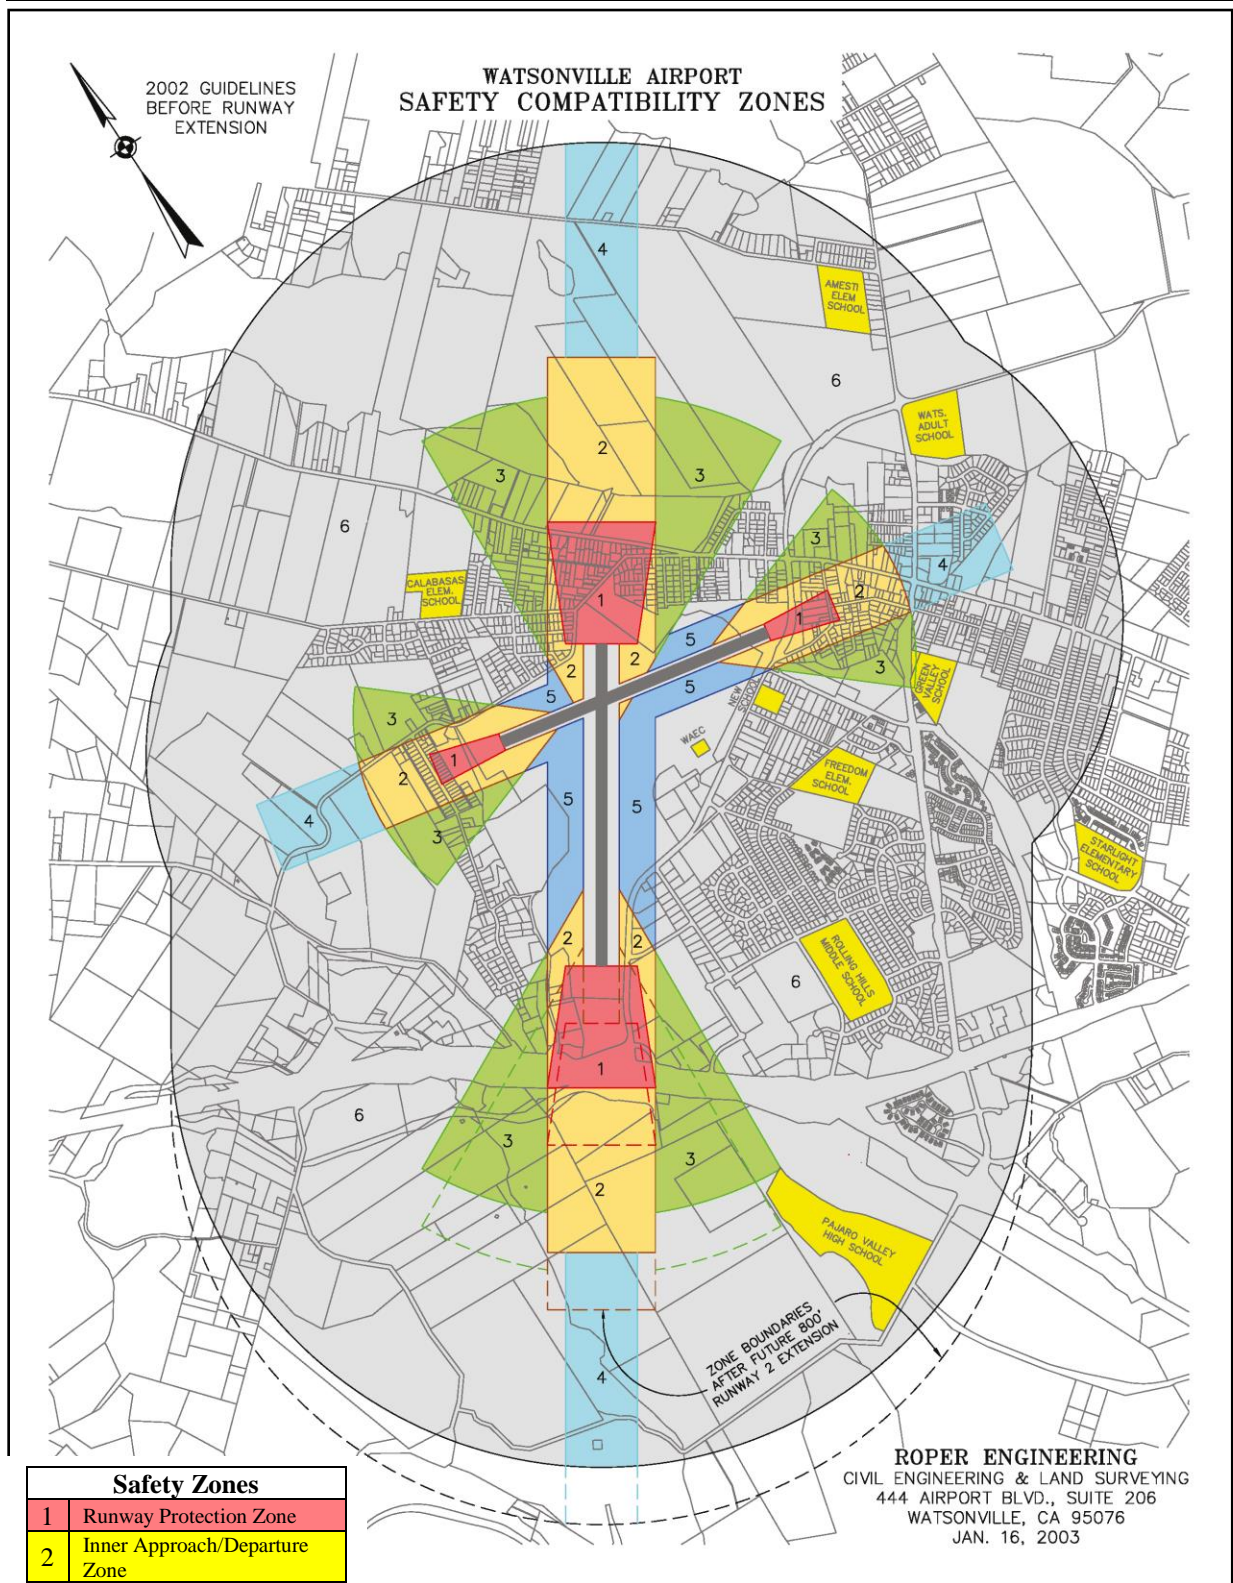 2002 GUIDELINES
BEFORE RUNWAY
EXTENSION
WATSONVILLE AIRPORT
SAFETY COMPATIBILITY ZONES
4
AMESTI
ELEM
SCHOOL
6
WATS.
ADULT
SCHOOL
2
3
3
6
3
4
CALABASAS
ELEM.
SCHOOL
1
2
1
5
2
2
3
5
5
GREEN
VALLEY
SCHOOL
NEW
SCHOOL
3
WAEC
1
2
FREEDOM
ELEM.
SCHOOL
5
5
4
3
STARLIGHT
ELEMENTARY
SCHOOL
2
2
ROLLING HILLS
MIDDLE SCHOOL
6
1
6
3
3
2
PAJARO VALLEY
HIGH SCHOOL
ZONE BOUNDARIES
AFTER FUTURE 800'
RUNWAY 2 EXTENSION
4
ROPER ENGINEERING
CIVIL ENGINEERING & LAND SURVEYING
444 AIRPORT BLVD., SUITE 206
WATSONVILLE, CA 95076
JAN. 16, 2003
Safety Zones
1 Runway Protection Zone
2 Inner Approach/Departure
Zone